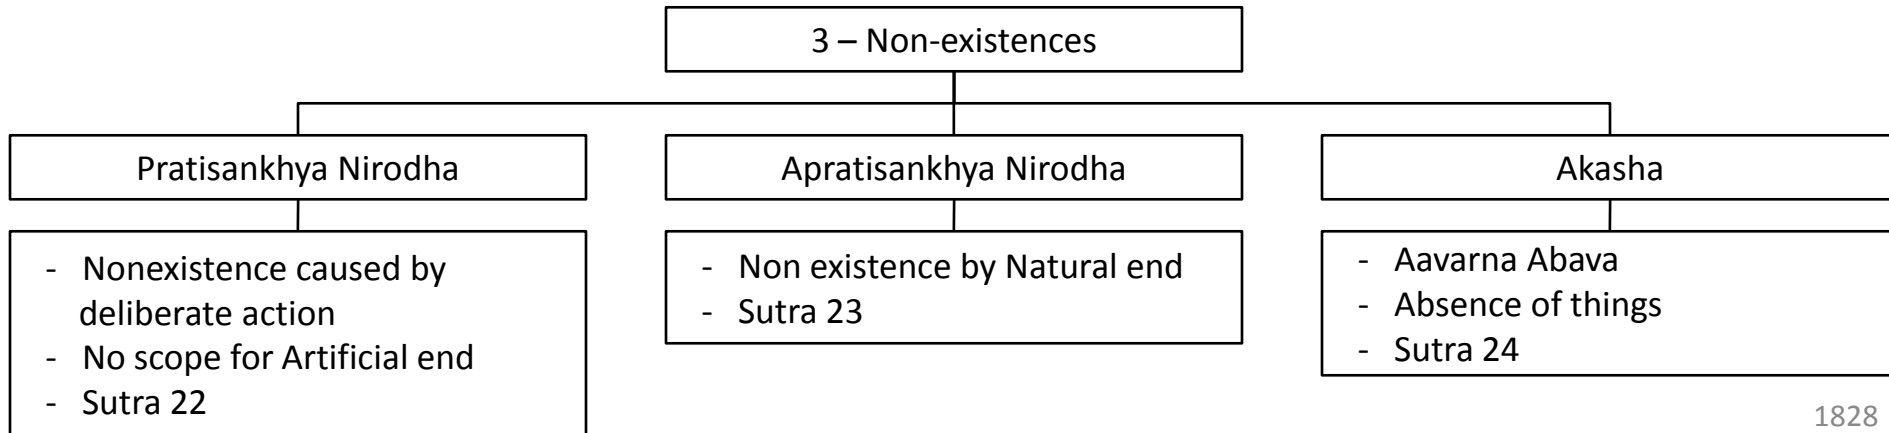 3 – Non-existences
Pratisankhya Nirodha
Apratisankhya Nirodha
Akasha
- Nonexistence caused by
deliberate action
- No scope for Artificial end
- Sutra 22
- Non existence by Natural end
- Sutra 23
- Aavarna Abava
- Absence of things
- Sutra 24
1828